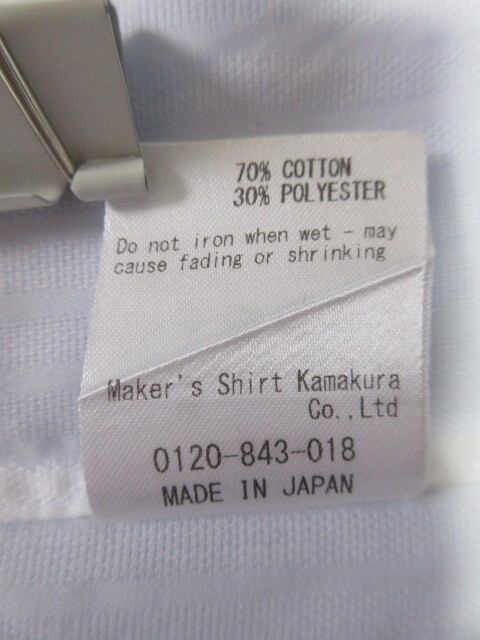 70% COTTON
30% POLYESTER
Do not iron when wet - may
cause fading or shrinking
Maker's Shirt Kamakura
Co.,Ltd
0120-843-018
MADE IN JAPAN